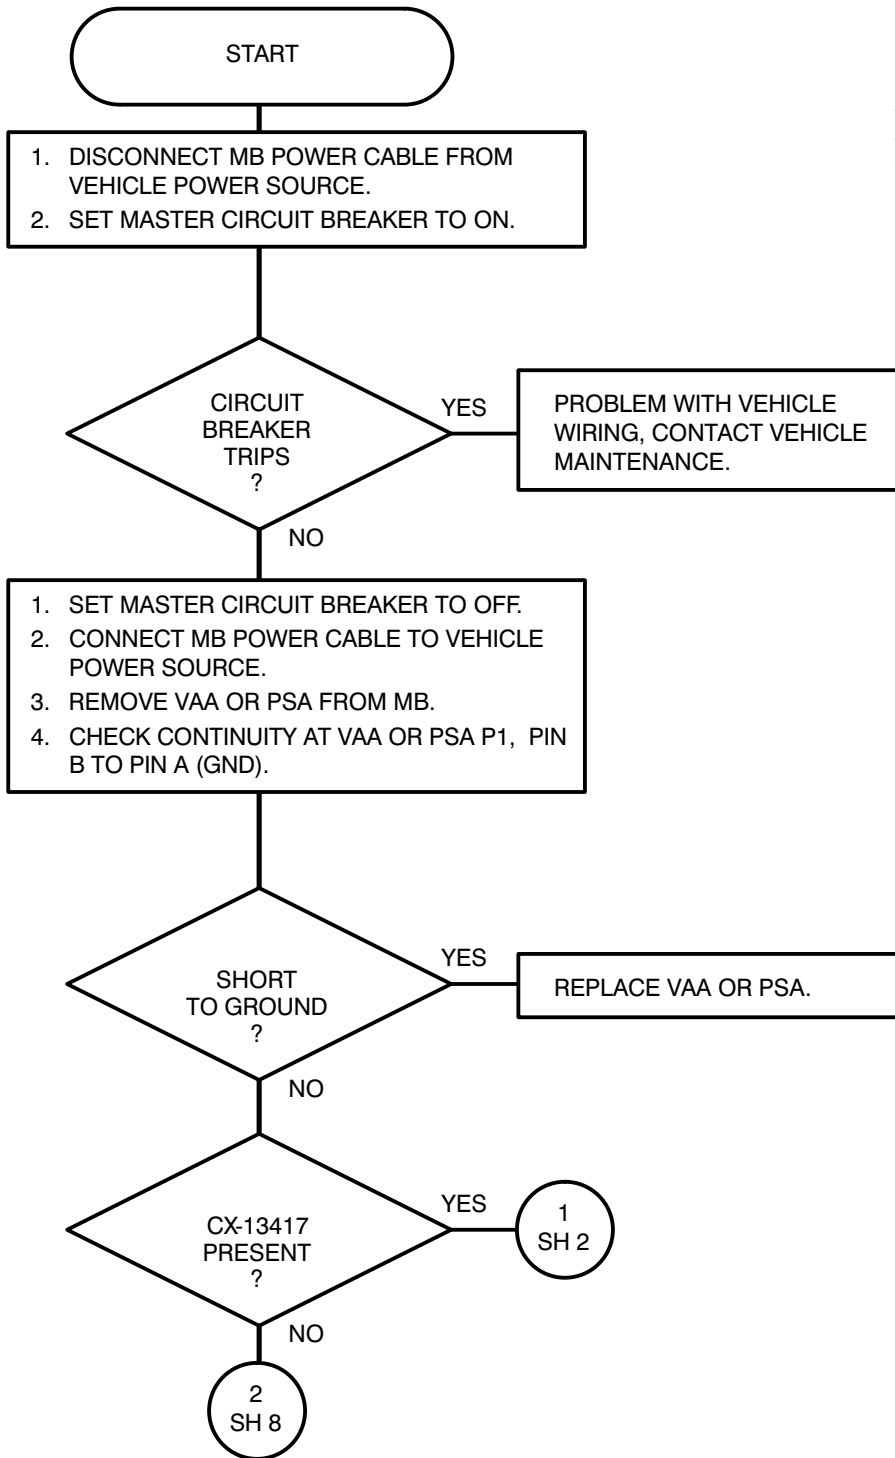 START
1. DISCONNECT MB POWER CABLE FROM
VEHICLE POWER SOURCE.
2. SET MASTER CIRCUIT BREAKER TO ON.
CIRCUIT
BREAKER
TRIPS
?
YES
PROBLEM WITH VEHICLE
WIRING, CONTACT VEHICLE
MAINTENANCE.
NO
1. SET MASTER CIRCUIT BREAKER TO OFF.
2. CONNECT MB POWER CABLE TO VEHICLE
POWER SOURCE.
3. REMOVE VAA OR PSA FROM MB.
4. CHECK CONTINUITY AT VAA OR PSA P1, PIN
B TO PIN A (GND).
SHORT
TO GROUND
?
YES
REPLACE VAA OR PSA.
NO
CX-13417
PRESENT
?
YES
1
SH 2
NO
2
SH 8